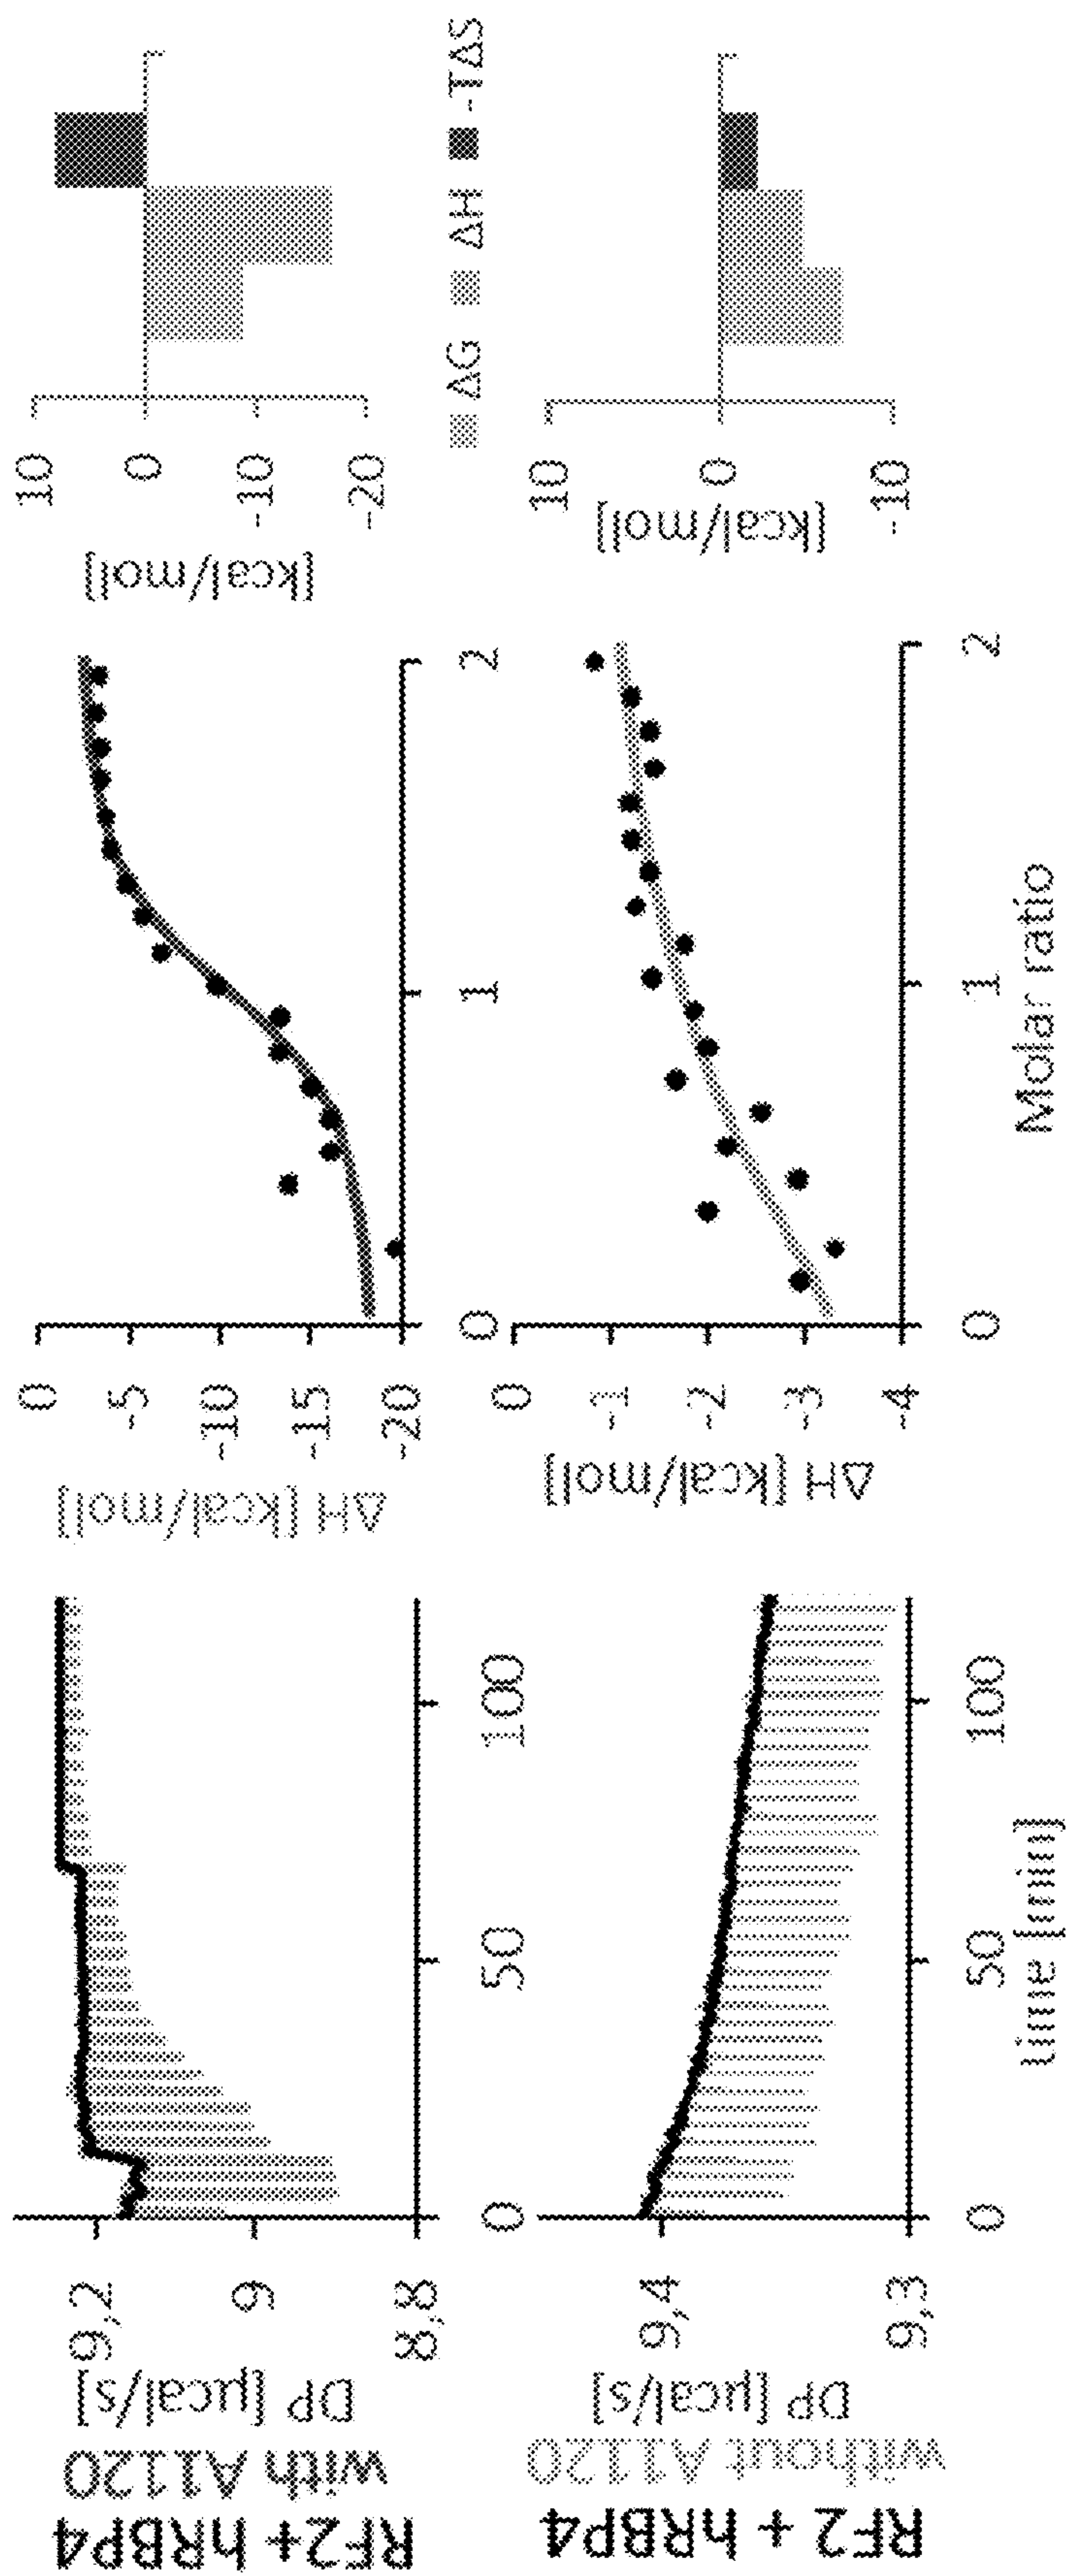 RF2+ hRBP4
with A1120
DP [µcal/s]
9,2
9
8,8
0
50
100
ΔH [kcal/mol]
0
-5
-10
-15
-20
0
1
2
[kcal/mol]
10
0
-10
-20
ΔG
ΔH
-TΔS
RF2 + hRBP4
without A1120
DP [µcal/s]
9,4
9,3
0
50
100
time [min]
ΔH [kcal/mol]
0
-1
-2
-3
-4
0
1
2
Molar ratio
[kcal/mol]
10
0
-10